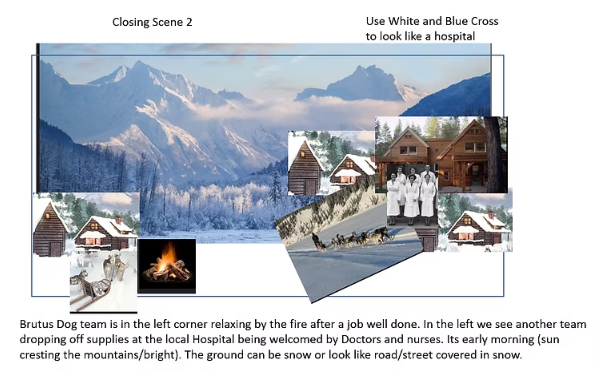 Closing Scene 2
Use White and Blue Cross
to look like a hospital
Brutus Dog team is in the left corner relaxing by the fire after a job well done. In the left we see another team
dropping off supplies at the local Hospital being welcomed by Doctors and nurses. Its early morning (sun
cresting the mountains/bright). The ground can be snow or look like road/street covered in snow.